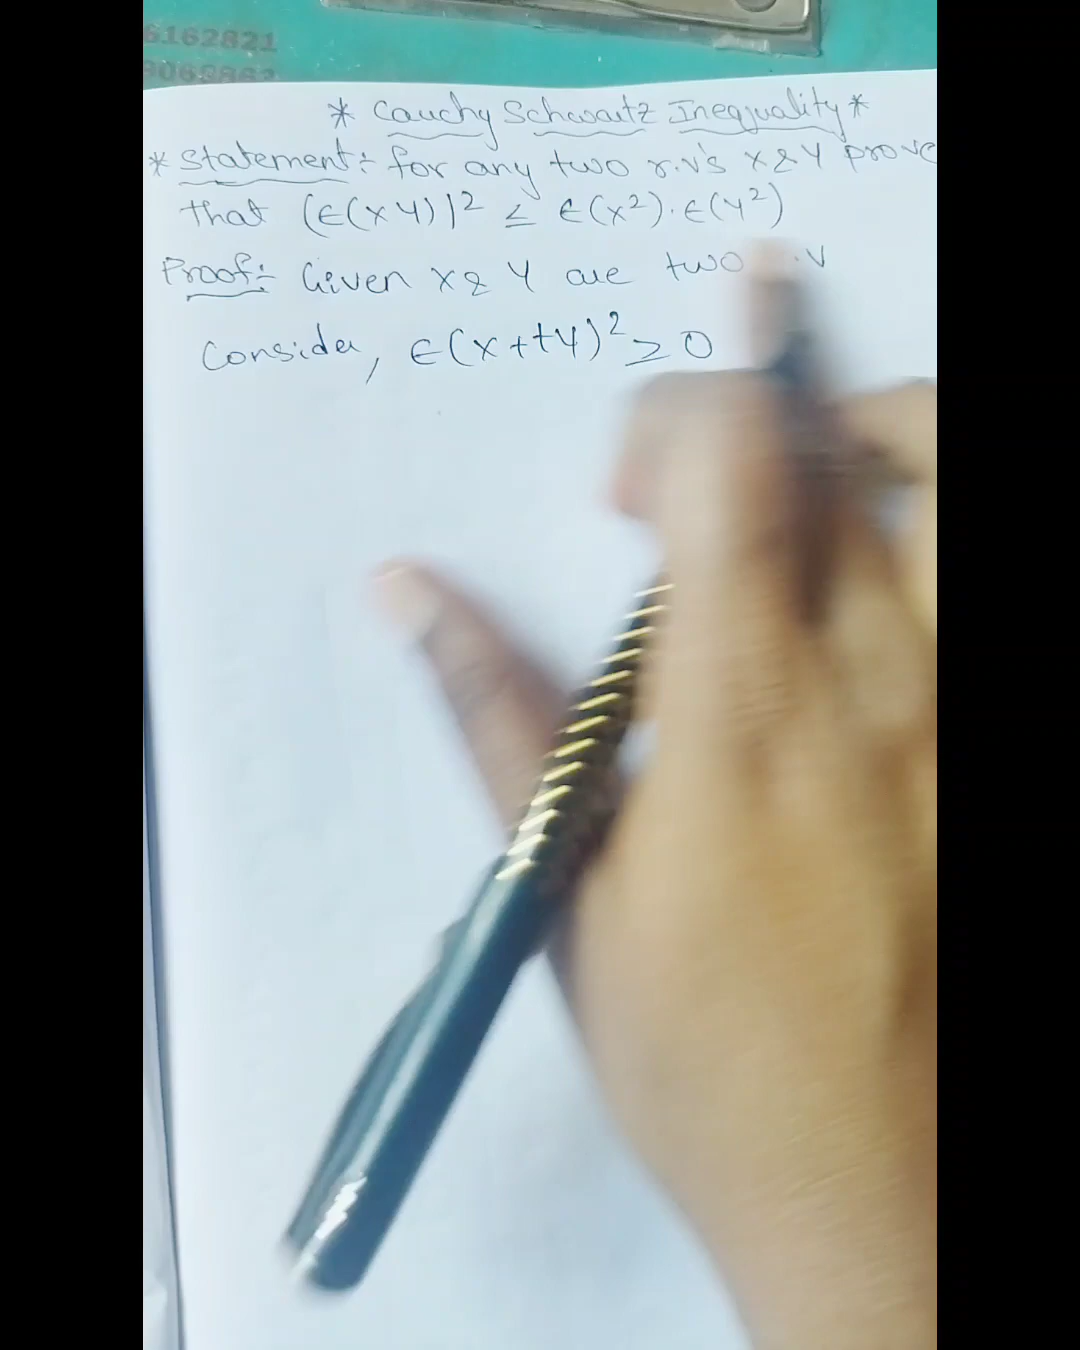 6162821
* Cauchy Schwartz Inequality *
* Statement:- for any two r.v's X & Y prove
that (E(XY))² ≤ E(X²).E(Y²)
Proof:- Given X & Y are two .v
Consider, E(X+tY)² ≥ 0